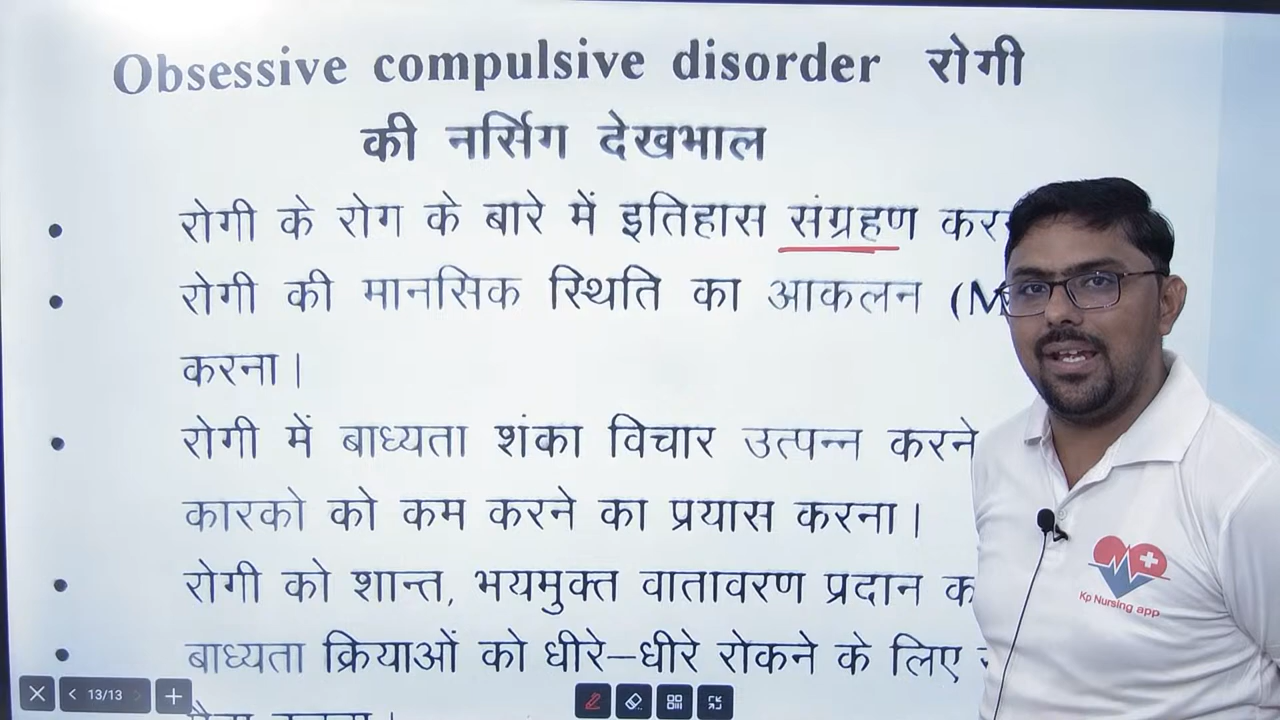 Obsessive compulsive disorder रोगी
की नर्सिग देखभाल
• रोगी के रोग के बारे में इतिहास संग्रहण
• रोगी की मानसिक स्थिति का आकलन
करना।
• रोगी में बाध्यता शंका विचार उत्पन्न करने
कारको को कम करने का प्रयास करना।
• रोगी को शान्त, भयमुक्त वातावरण प्रदान
• बाध्यता क्रियाओं को धीरे–धीरे रोकने के लिए
13/13
Kp Nursing app